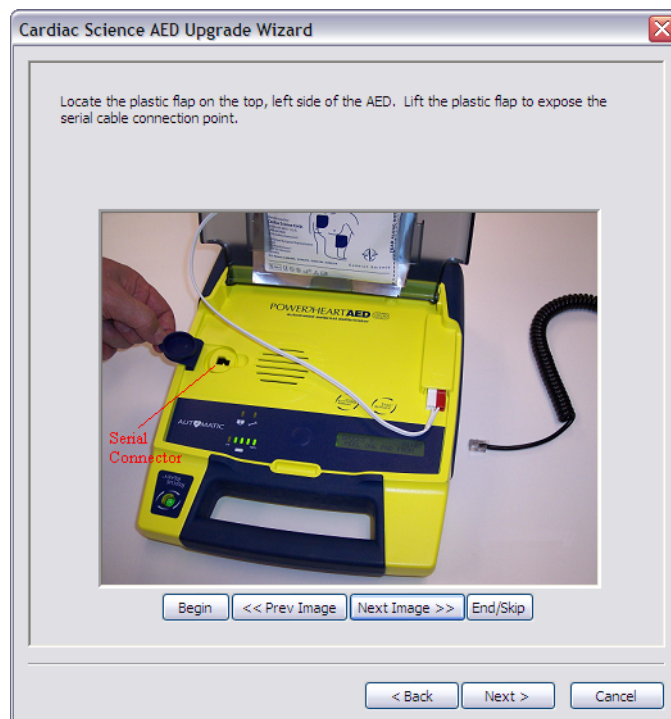 Cardiac Science AED Upgrade Wizard
Locate the plastic flap on the top, left side of the AED.  Lift the plastic flap to expose the
serial cable connection point.
POWERHEART AED G3
AUTOMATIC
Serial
Connector
Begin
<< Prev Image
Next Image >>
End/Skip
< Back
Next >
Cancel